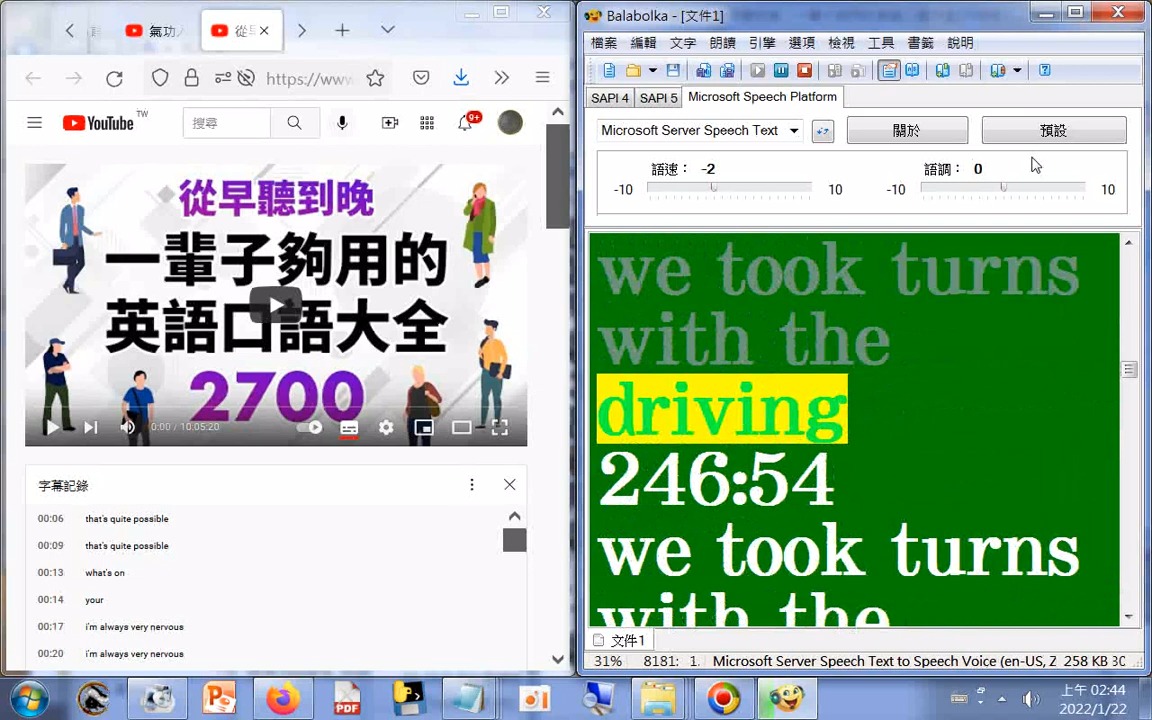 氣功
從
https://www
YouTube TW
搜尋
9+
從早聽到晚
一輩子夠用的
英語口語大全
2700
0:00 / 10:05:20
字幕記錄
00:06 that's quite possible
00:09 that's quite possible
00:13 what's on
00:14 your
00:17 i'm always very nervous
00:20 i'm always very nervous
Balabolka - [文件1]
檔案 編輯 文字 朗讀 引擎 選項 檢視 工具 書籤 說明
SAPI 4 SAPI 5 Microsoft Speech Platform
Microsoft Server Speech Text 關於 預設
語速： -2 語調： 0
-10 10 -10 10
we took turns
with the
driving
246:54
we took turns
with the
文件1
31% 8181: 1. Microsoft Server Speech Text to Speech Voice (en-US, Z 258 KB 30
PDF
上午 02:44
2022/1/22